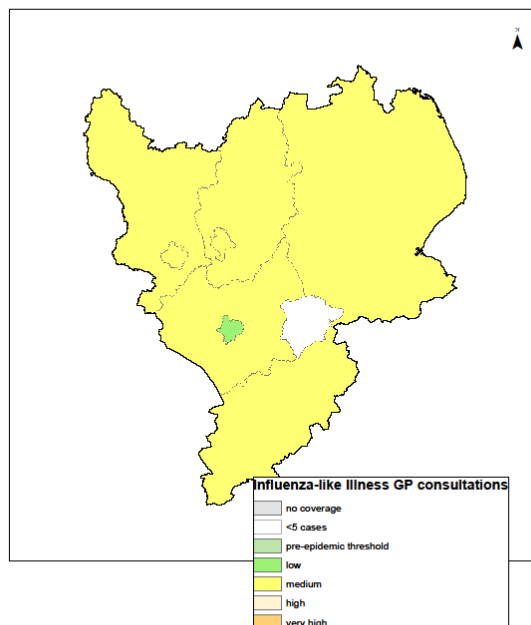 Influenza-like Illness GP consultations
no coverage
<5 cases
pre-epidemic threshold
low
medium
high
very high